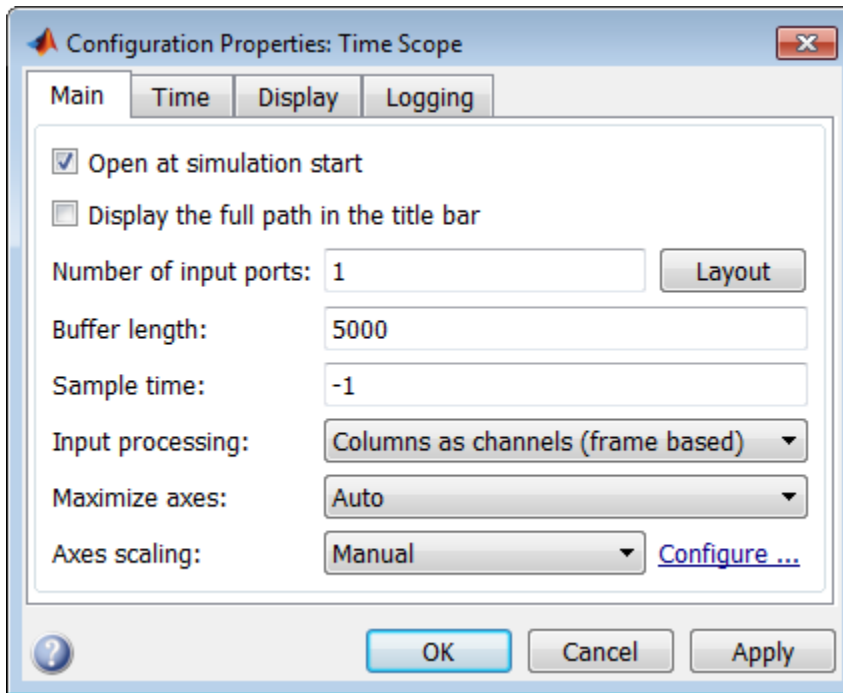 Configuration Properties: Time Scope
Main Time Display Logging
Open at simulation start
Display the full path in the title bar
Number of input ports: 1 Layout
Buffer length: 5000
Sample time: -1
Input processing: Columns as channels (frame based)
Maximize axes: Auto
Axes scaling: Manual Configure ...
? OK Cancel Apply